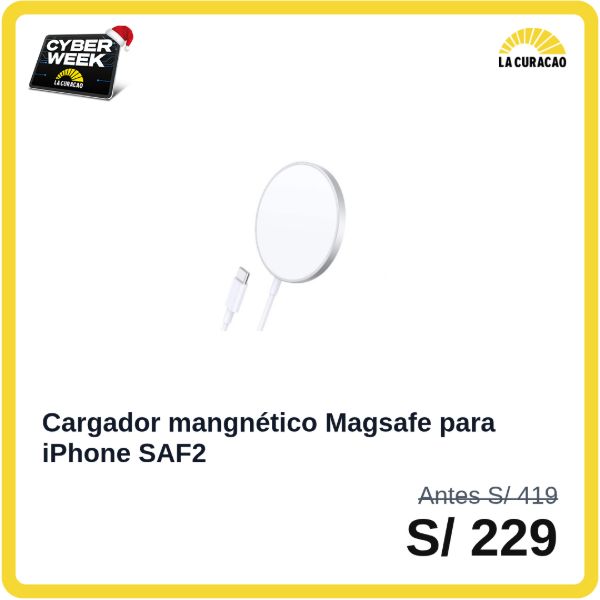 CYBER
WEEK
LA CURACAO
LA CURACAO
Cargador mangnético Magsafe para
iPhone SAF2
Antes S/ 419
S/ 229